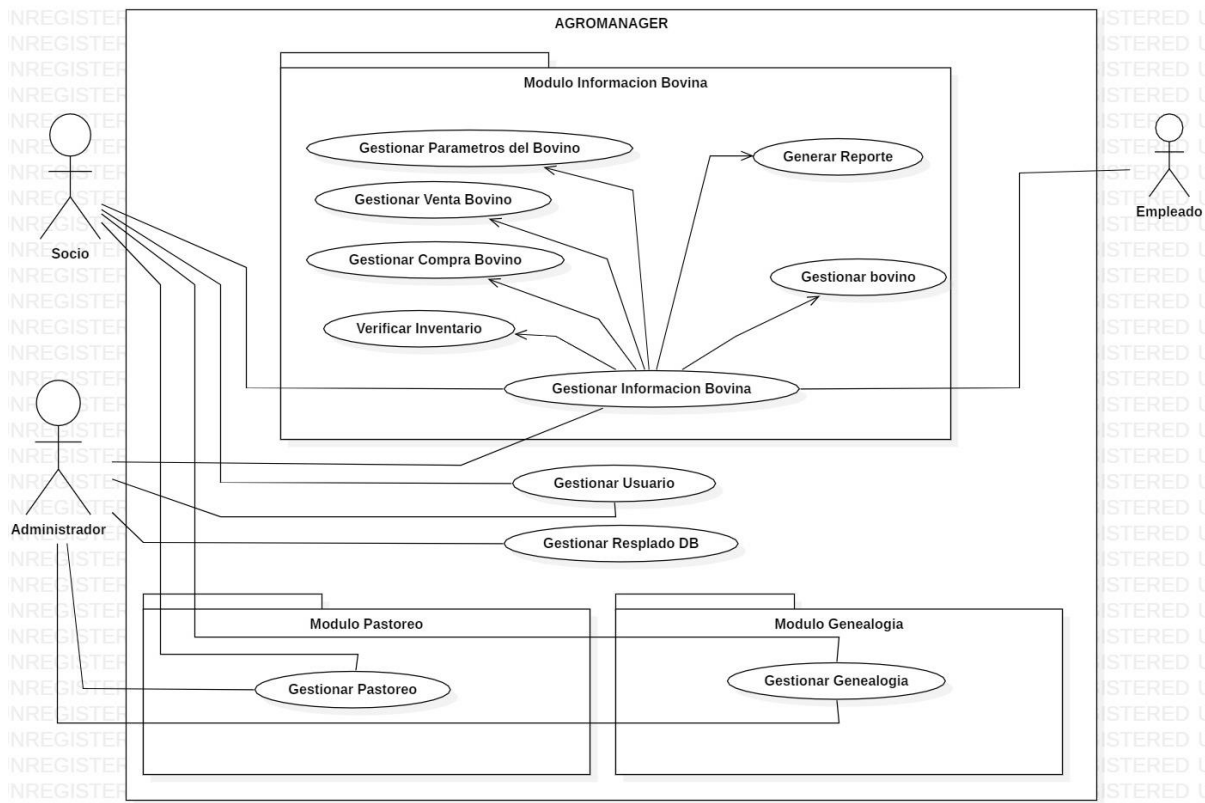 AGROMANAGER
Modulo Informacion Bovina
Gestionar Parametros del Bovino
Generar Reporte
Gestionar Venta Bovino
Empleado
Socio
Gestionar Compra Bovino
Gestionar bovino
Verificar Inventario
Gestionar Informacion Bovina
Gestionar Usuario
Administrador
Gestionar Resplado DB
Modulo Pastoreo
Modulo Genealogia
Gestionar Pastoreo
Gestionar Genealogia